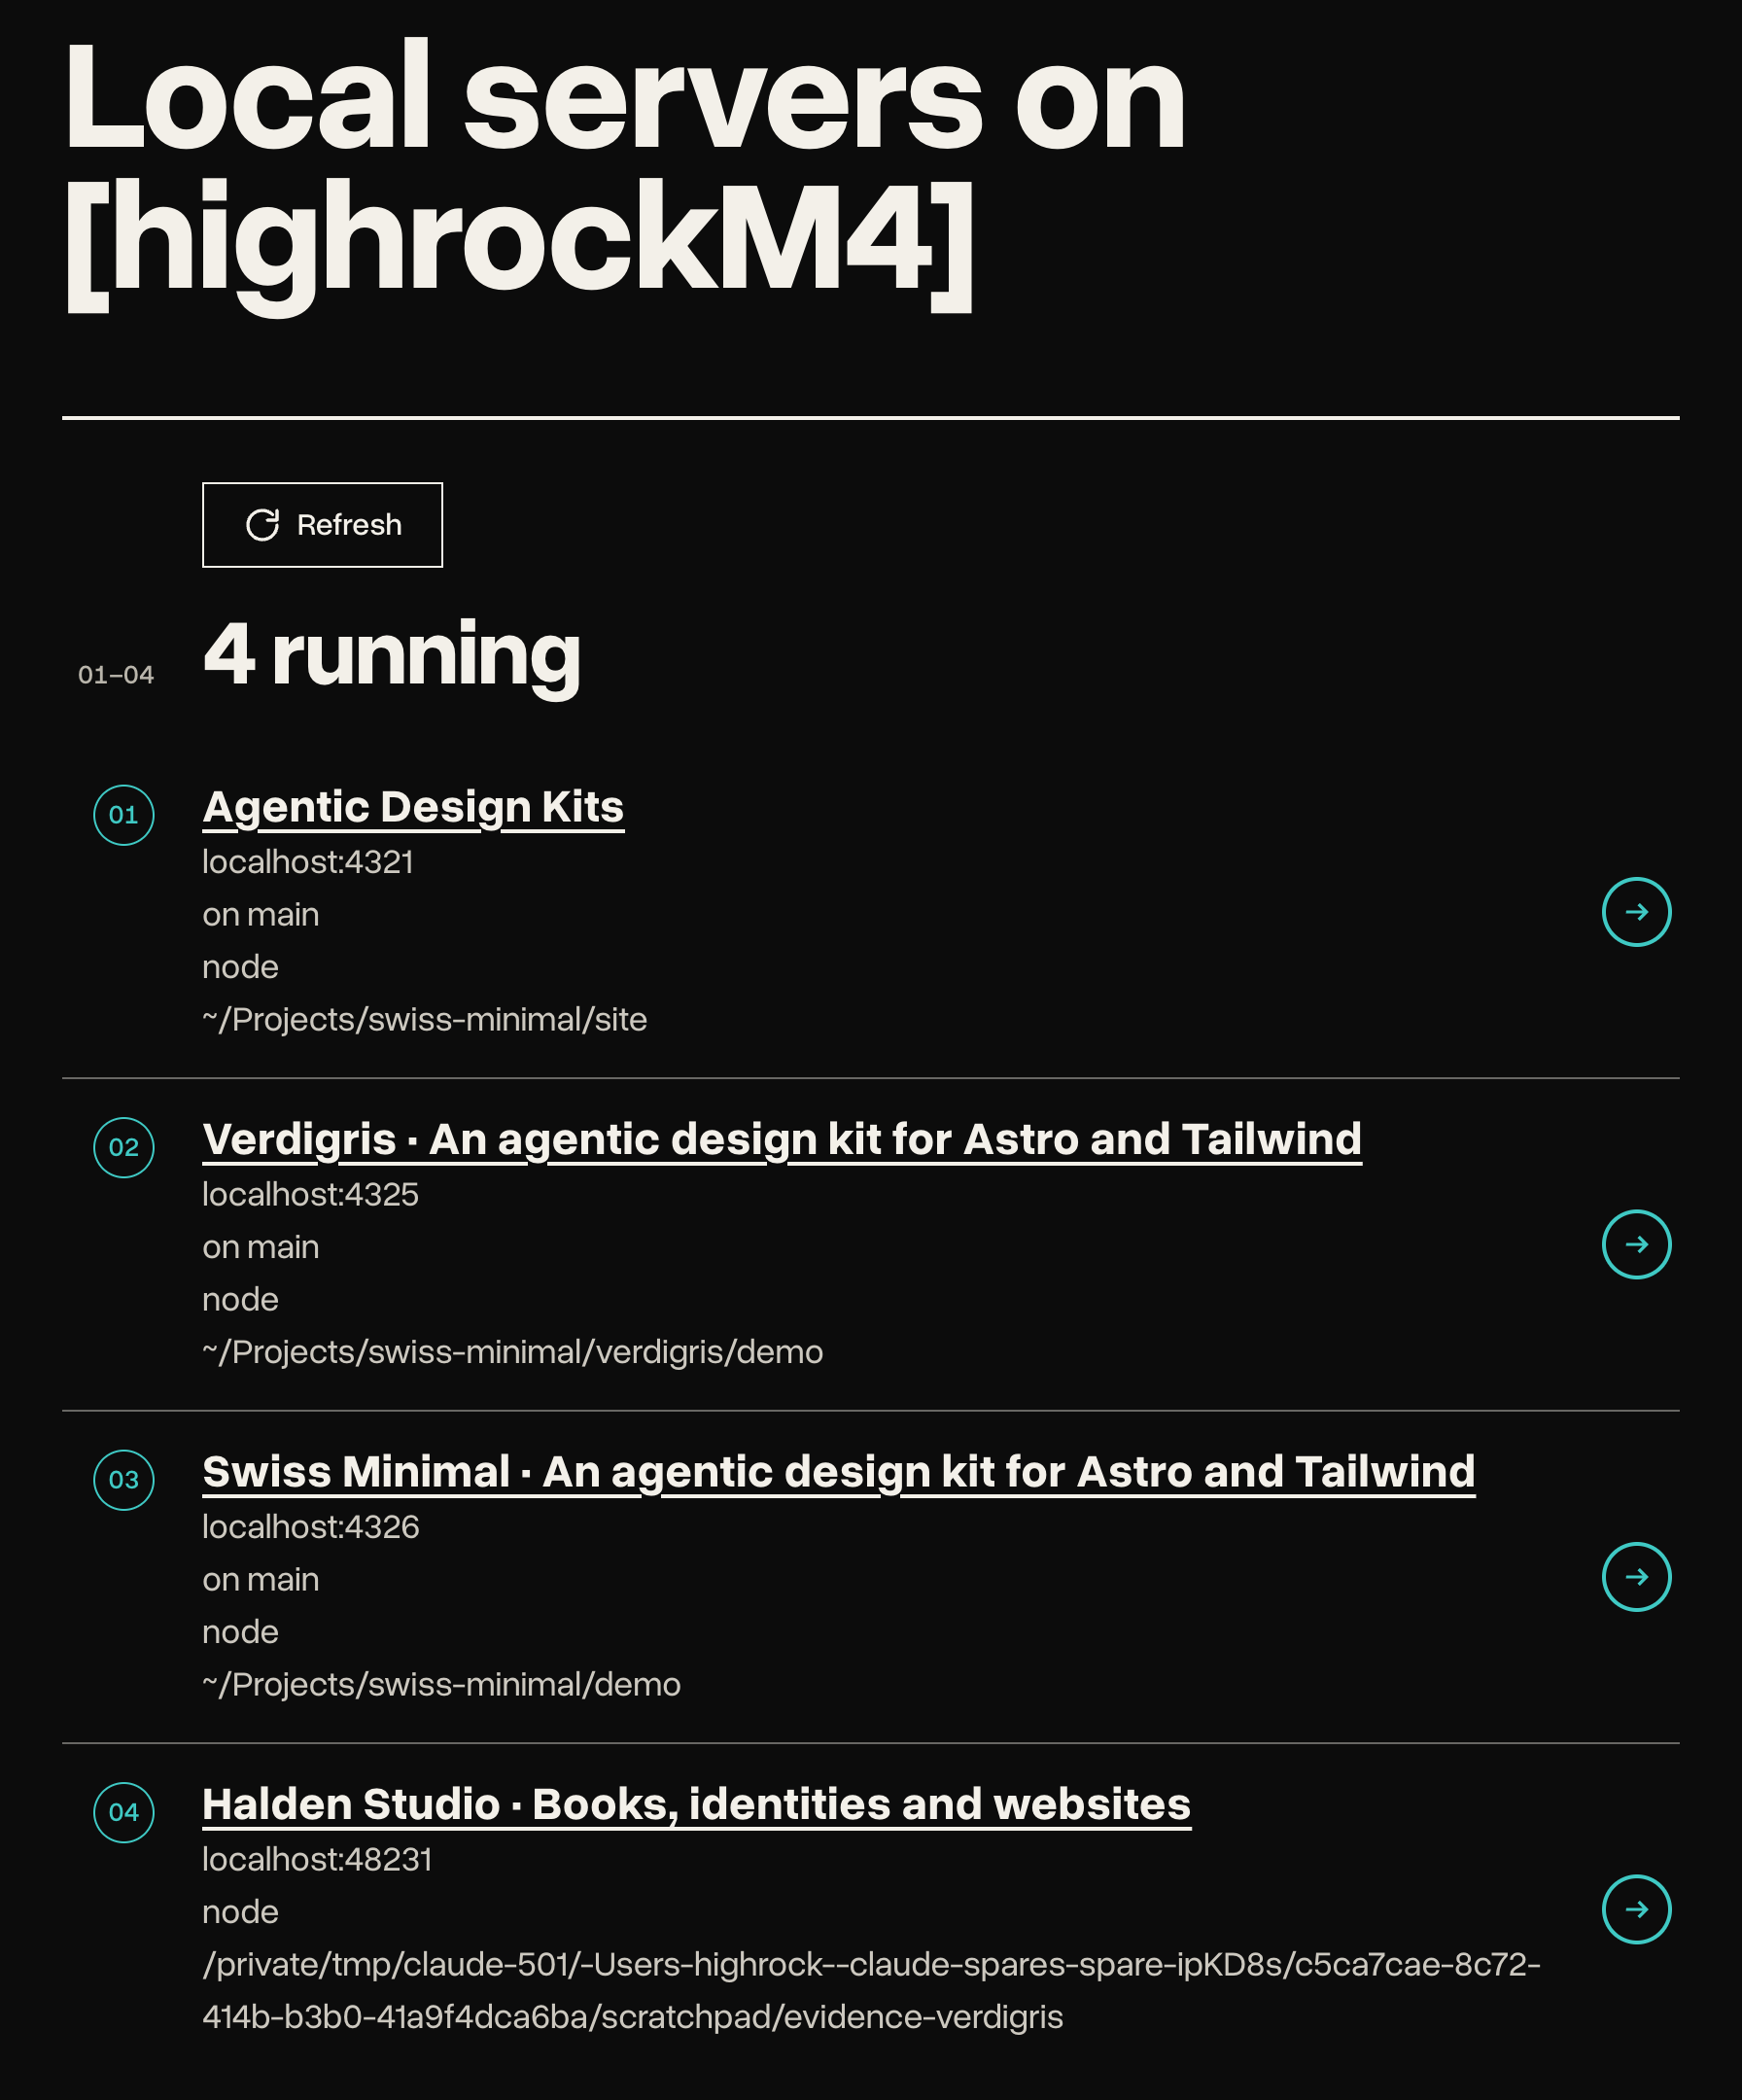 Local servers on
[highrockM4]
Refresh
01–04
4 running
01
Agentic Design Kits
localhost:4321
on main
node
~/Projects/swiss-minimal/site
02
Verdigris · An agentic design kit for Astro and Tailwind
localhost:4325
on main
node
~/Projects/swiss-minimal/verdigris/demo
03
Swiss Minimal · An agentic design kit for Astro and Tailwind
localhost:4326
on main
node
~/Projects/swiss-minimal/demo
04
Halden Studio · Books, identities and websites
localhost:48231
node
/private/tmp/claude-501/-Users-highrock--claude-spares-spare-ipKD8s/c5ca7cae-8c72-
414b-b3b0-41a9f4dca6ba/scratchpad/evidence-verdigris